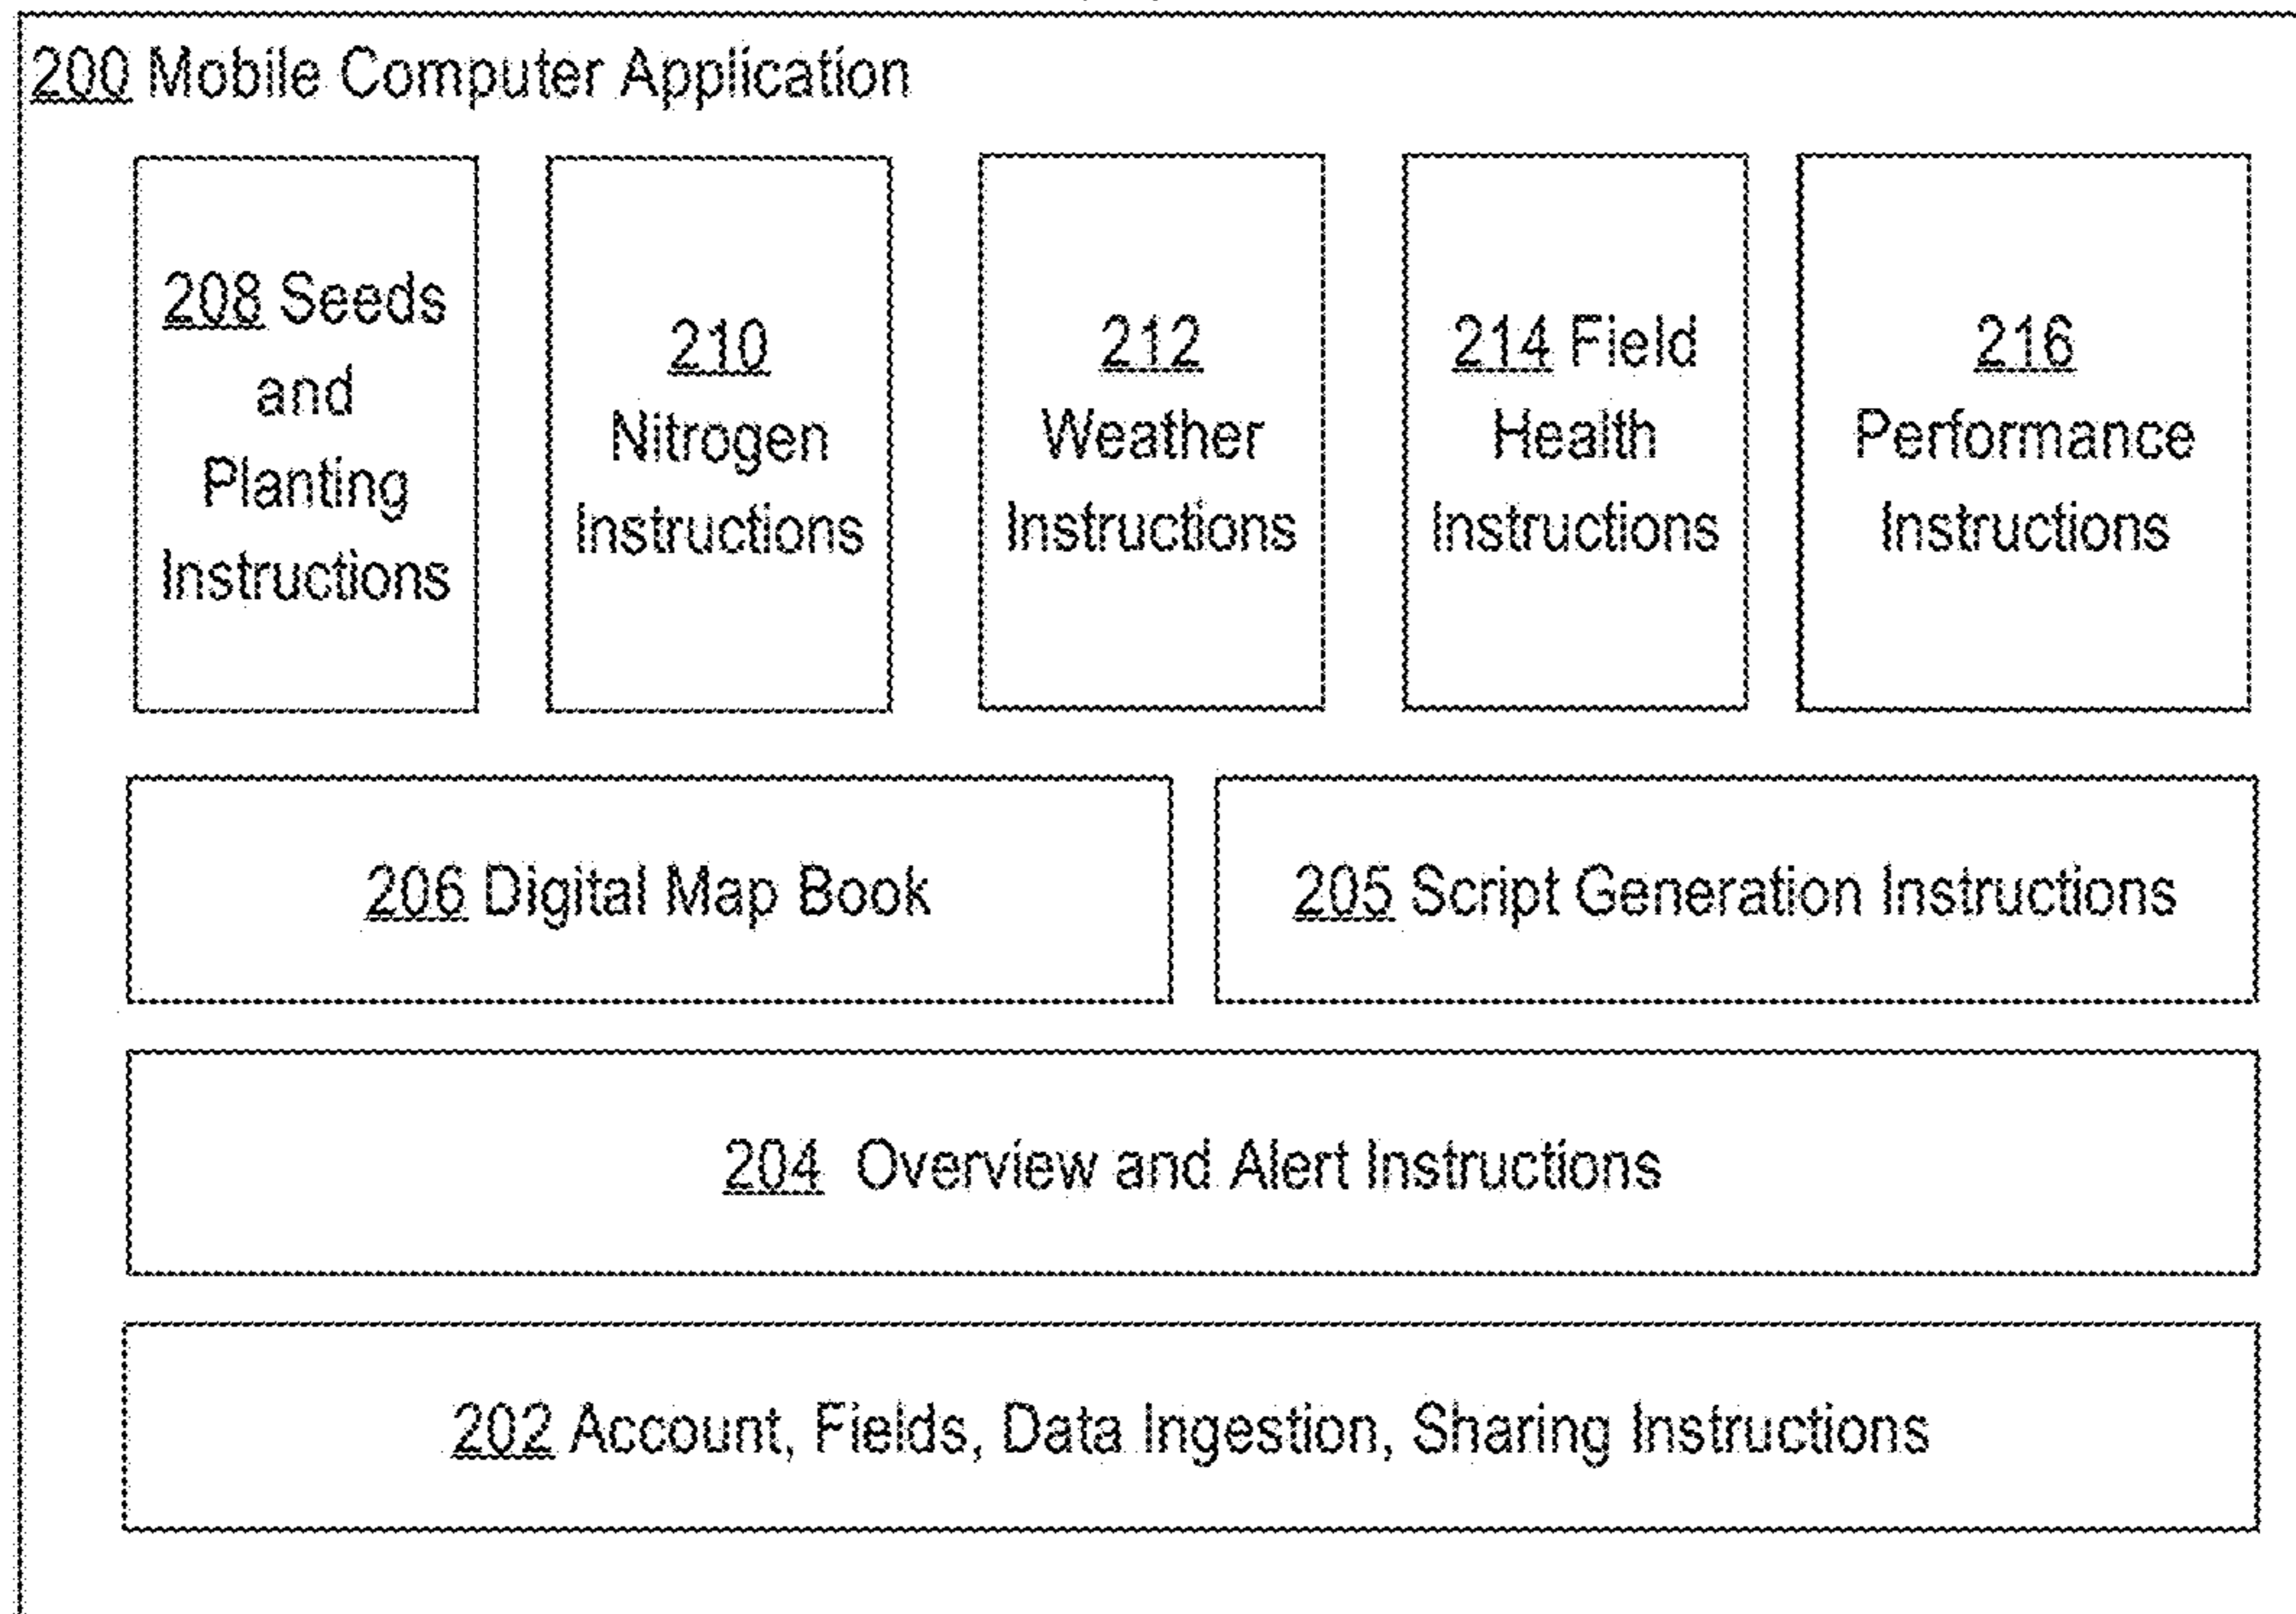 200 Mobile Computer Application
208 Seeds
and
Planting
Instructions
210
Nitrogen
Instructions
212
Weather
Instructions
214 Field
Health
Instructions
216
Performance
Instructions
206 Digital Map Book
205 Script Generation Instructions
204 Overview and Alert Instructions
202 Account, Fields, Data Ingestion, Sharing Instructions